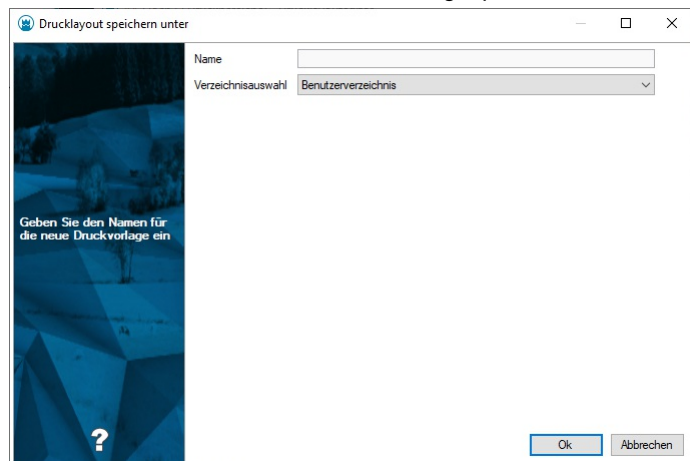 Drucklayout speichern unter
Name
Verzeichnisauswahl Benutzerverzeichnis
Geben Sie den Namen für
die neue Druckvorlage ein
?
Ok Abbrechen